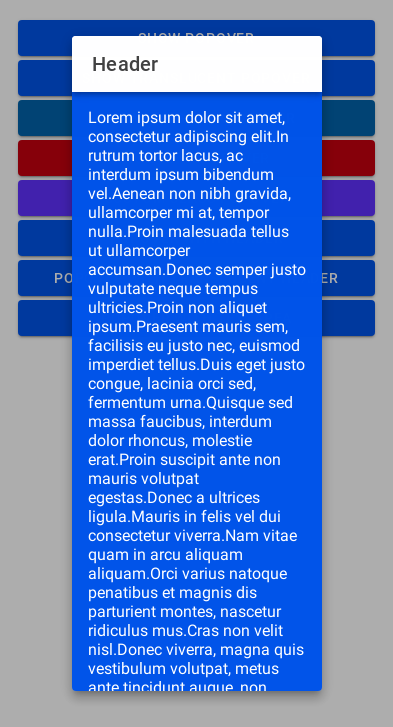 Header
Lorem ipsum dolor sit amet,
consectetur adipiscing elit.In
rutrum tortor lacus, ac
interdum ipsum bibendum
vel.Aenean non nibh gravida,
ullamcorper mi at, tempor
nulla.Proin malesuada tellus
ut ullamcorper
accumsan.Donec semper justo
vulputate neque tempus
ultricies.Proin non aliquet
ipsum.Praesent mauris sem,
facilisis eu justo nec, euismod
imperdiet tellus.Duis eget justo
congue, lacinia orci sed,
fermentum urna.Quisque sed
massa faucibus, interdum
dolor rhoncus, molestie
erat.Proin suscipit ante non
mauris volutpat
egestas.Donec a ultrices
ligula.Mauris in felis vel dui
consectetur viverra.Nam vitae
quam in arcu aliquam
aliquam.Orci varius natoque
penatibus et magnis dis
parturient montes, nascetur
ridiculus mus.Cras non velit
nisl.Donec viverra, magna quis
vestibulum volutpat, metus
ante tincidunt augue, non